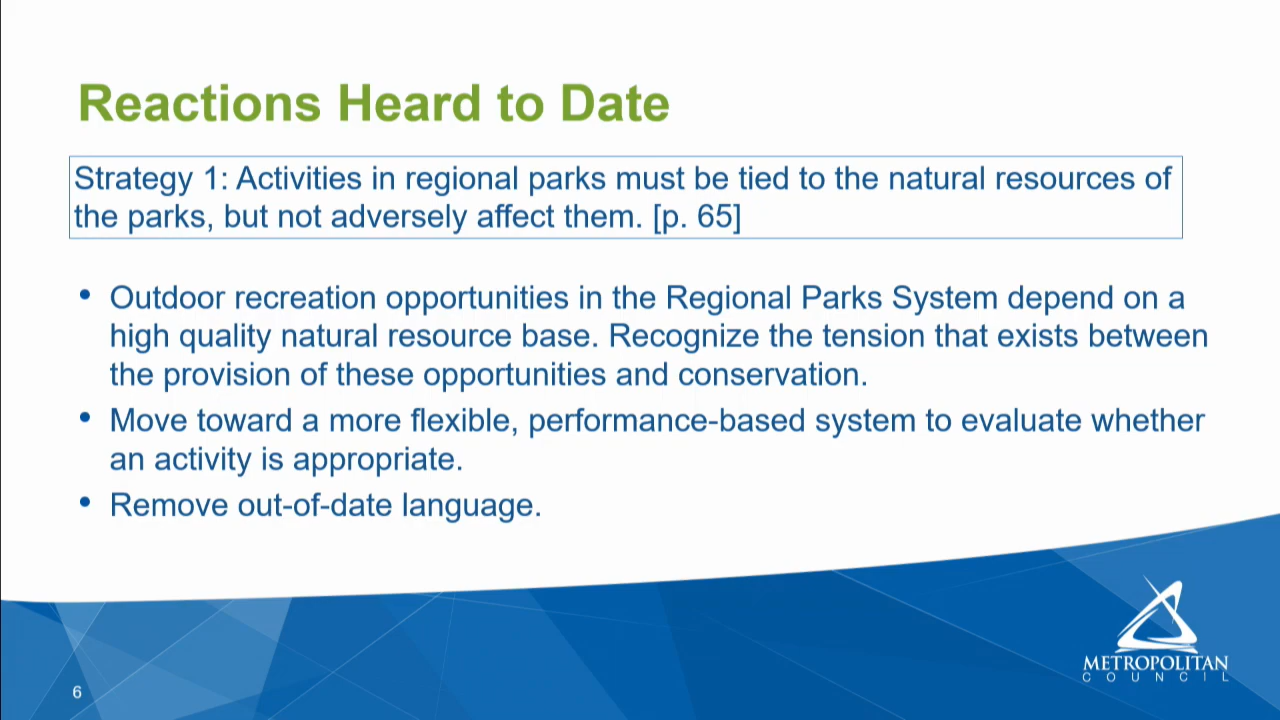 Reactions Heard to Date
Strategy 1: Activities in regional parks must be tied to the natural resources of
the parks, but not adversely affect them. [p. 65]
• Outdoor recreation opportunities in the Regional Parks System depend on a
high quality natural resource base. Recognize the tension that exists between
the provision of these opportunities and conservation.
• Move toward a more flexible, performance-based system to evaluate whether
an activity is appropriate.
• Remove out-of-date language.
METROPOLITAN
COUNCIL
6